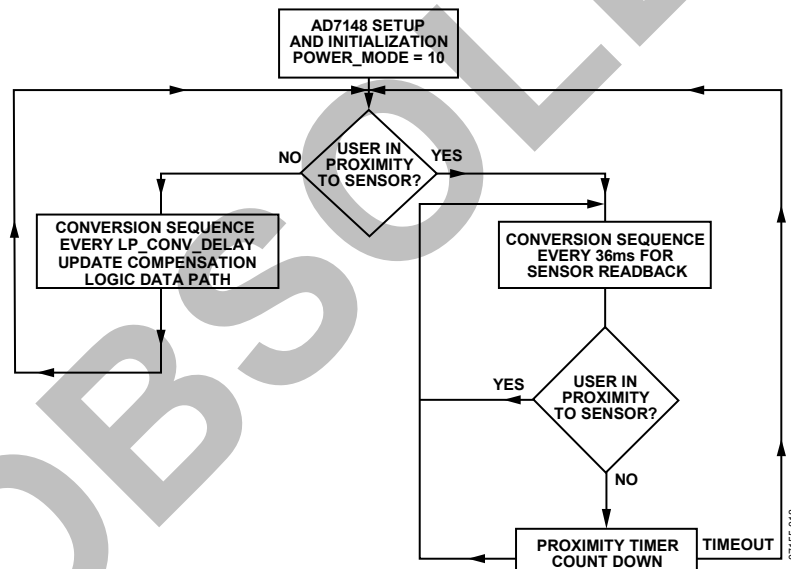 AD7148 SETUP
AND INITIALIZATION
POWER_MODE = 10
NO
USER IN
PROXIMITY
TO SENSOR?
YES
CONVERSION SEQUENCE
EVERY LP_CONV_DELAY
UPDATE COMPENSATION
LOGIC DATA PATH
CONVERSION SEQUENCE
EVERY 36ms FOR
SENSOR READBACK
YES
USER IN
PROXIMITY
TO SENSOR?
NO
PROXIMITY TIMER
COUNT DOWN
TIMEOUT
OBSOLE